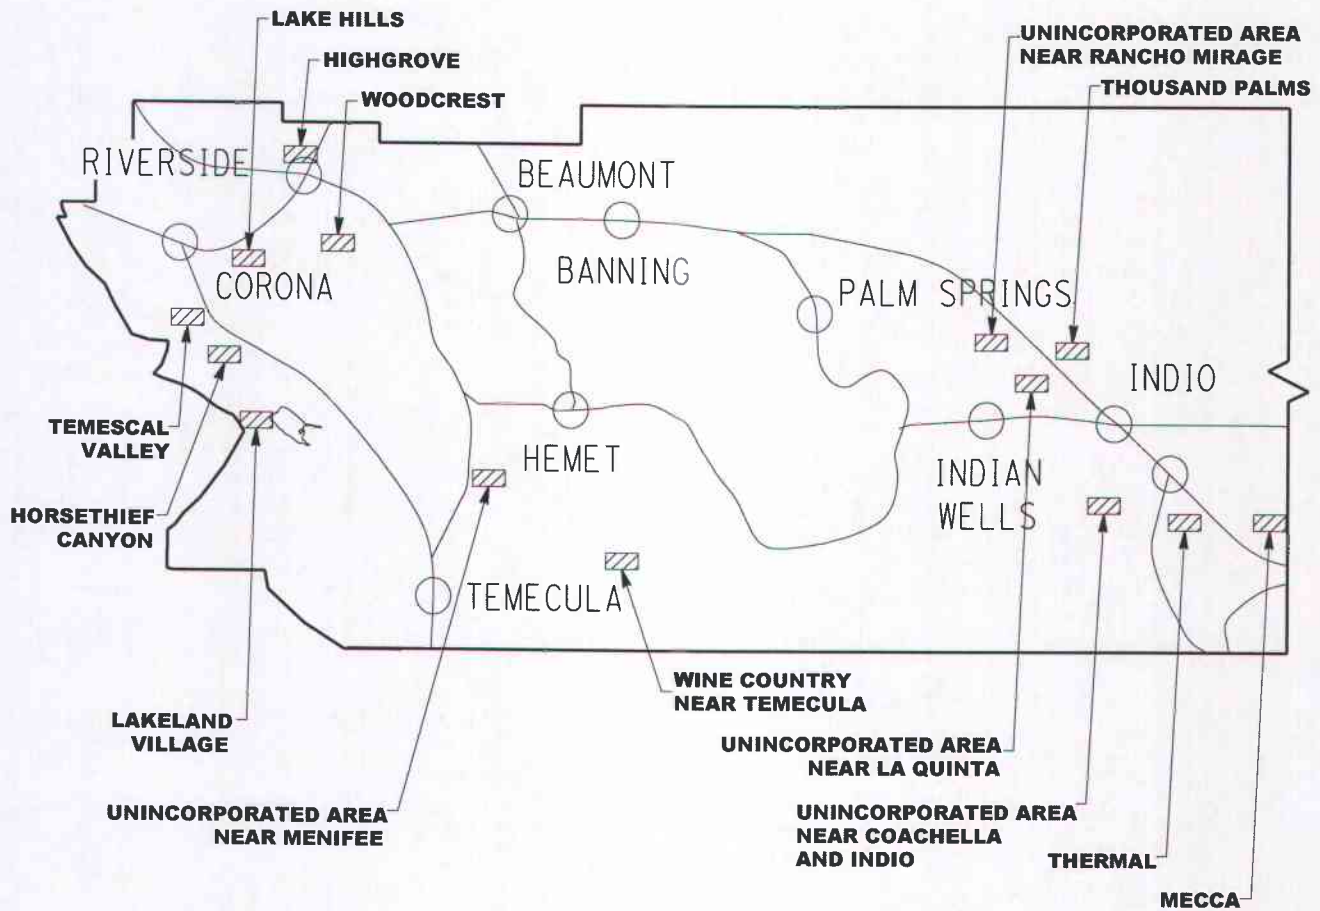 LAKE HILLS
HIGHGROVE
WOODCREST
UNINCORPORATED AREA
NEAR RANCHO MIRAGE
THOUSAND PALMS
RIVERSIDE
BEAUMONT
BANNING
CORONA
PALM SPRINGS
INDIO
TEMESCAL
VALLEY
HEMET
INDIAN
WELLS
HORSETHIEF
CANYON
TEMECULA
WINE COUNTRY
NEAR TEMECULA
LAKELAND
VILLAGE
UNINCORPORATED AREA
NEAR LA QUINTA
UNINCORPORATED AREA
NEAR MENIFEE
UNINCORPORATED AREA
NEAR COACHELLA
AND INDIO
THERMAL
MECCA